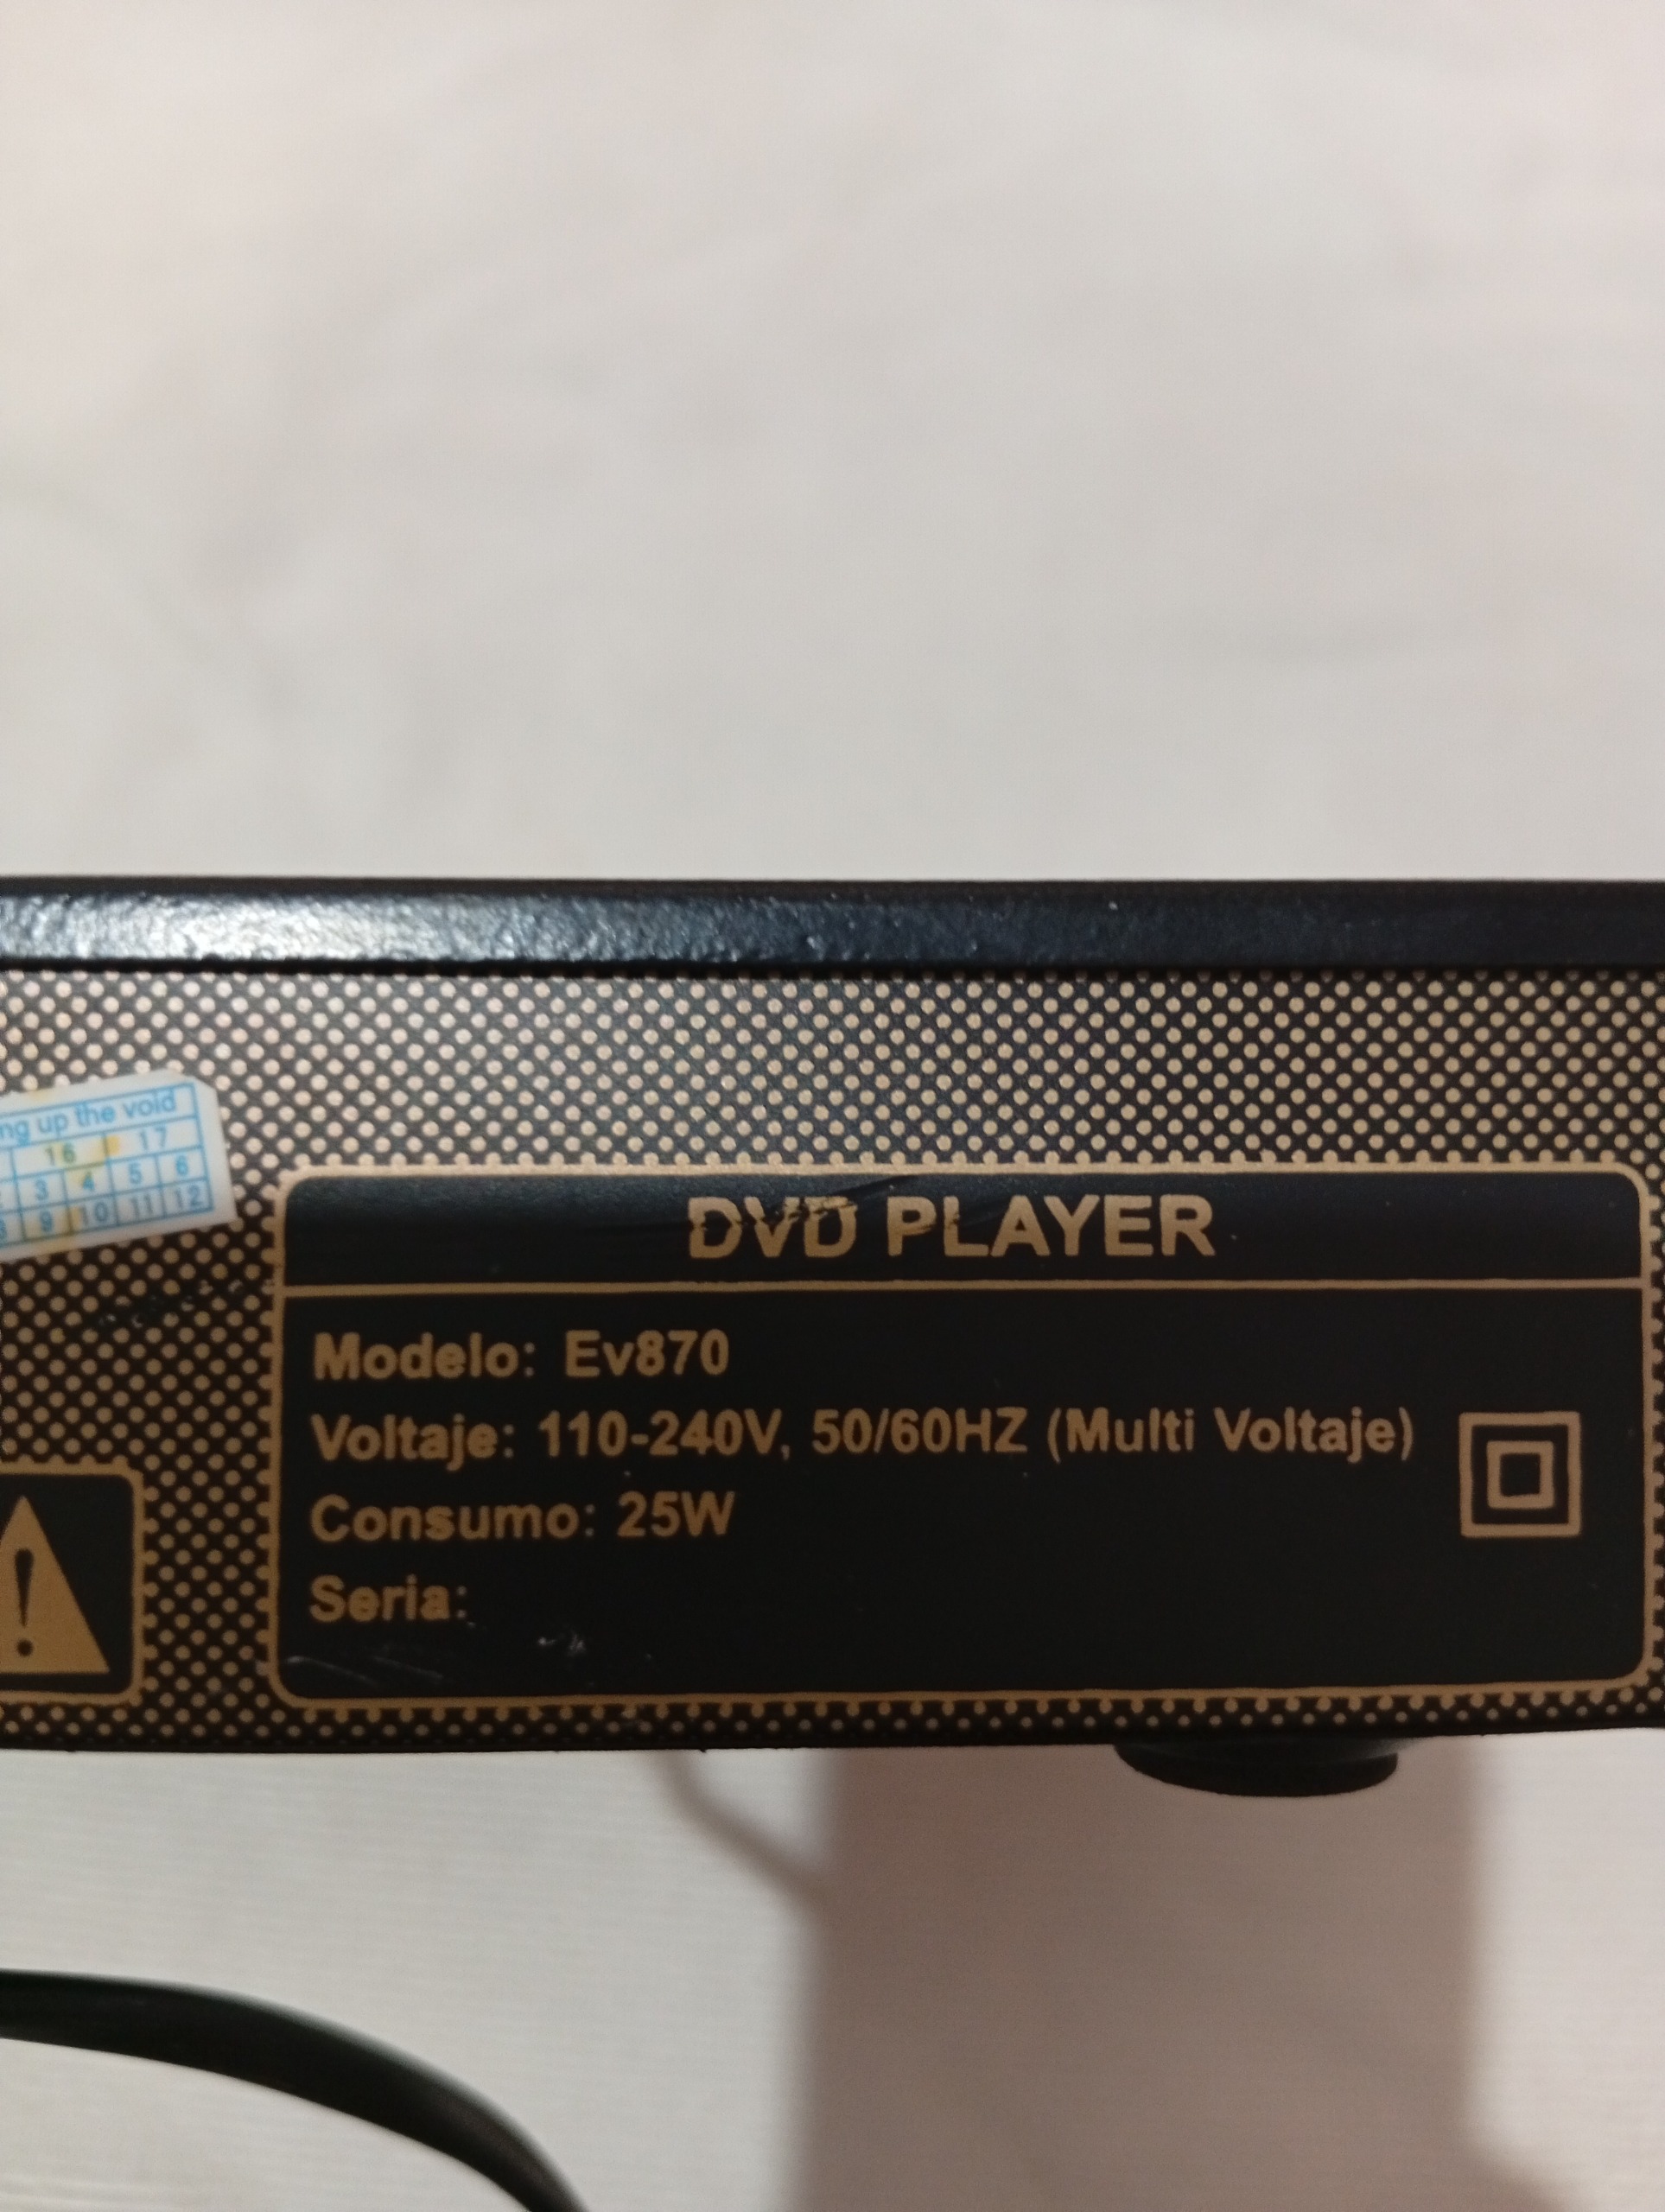 up the void
16 17
3 4 5 6
9 10 11 12
DVD PLAYER
Modelo: Ev870
Voltaje: 110-240V, 50/60HZ (Multi Voltaje)
Consumo: 25W
Seria:
!